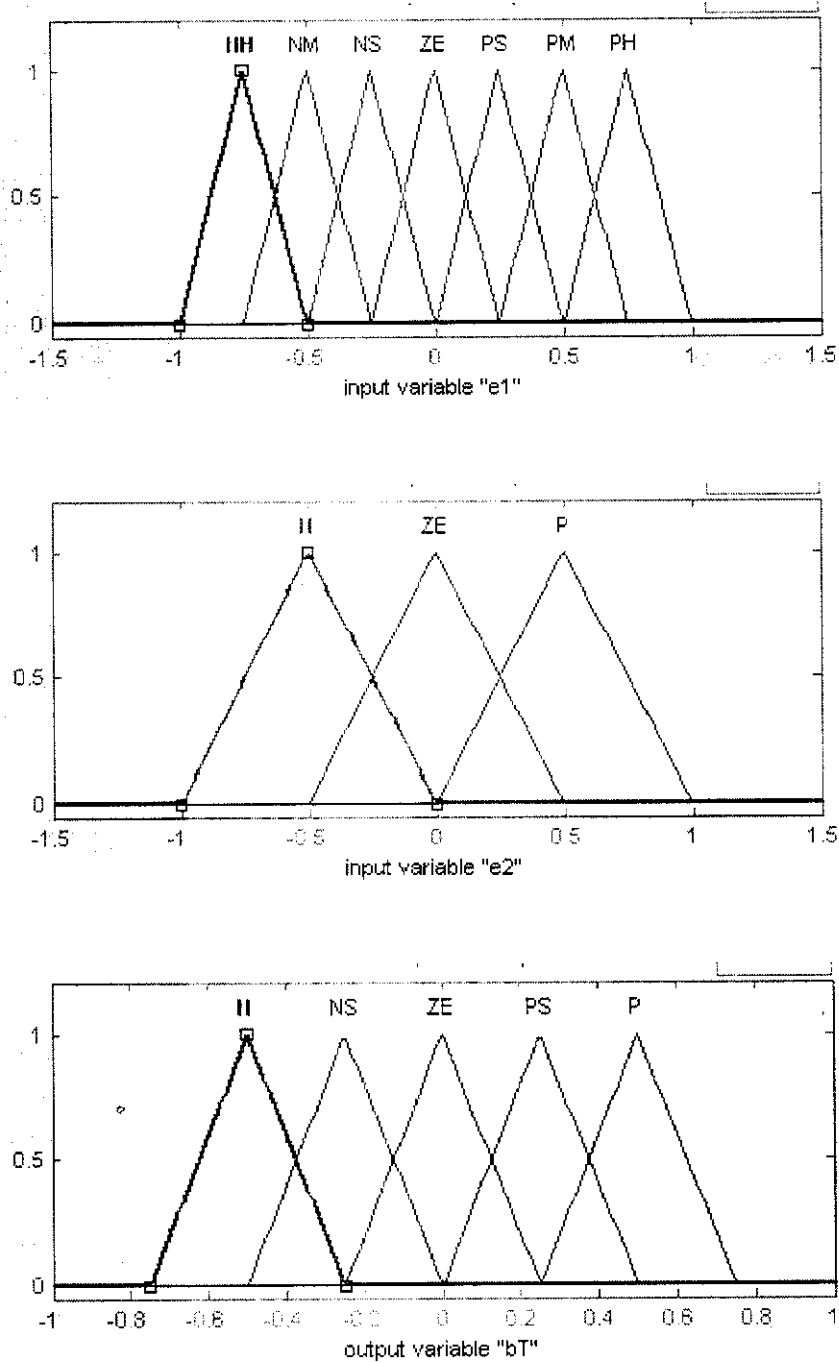 NM NS ZE PS PM PH
1
0.5
0
-1.5 -1 -0.5 0 0.5 1 1.5
input variable "e1"
ZE P
1
0.5
0
-1.5 -1 -0.5 0 0.5 1 1.5
input variable "e2"
NS ZE PS P
1
0.5
0
-1 -0.8 -0.6 -0.4 -0.2 0 0.2 0.4 0.6 0.8 1
output variable "bT"